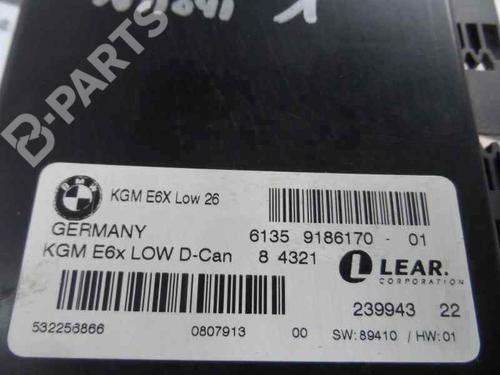 B-PARTS
BMW
KGM E6X Low 26
GERMANY
6135 9186170 - 01
KGM E6x LOW D-Can
8 4321
LEAR.
CORPORATION
239943 22
532256866
0807913
00
SW:89410 / HW:01